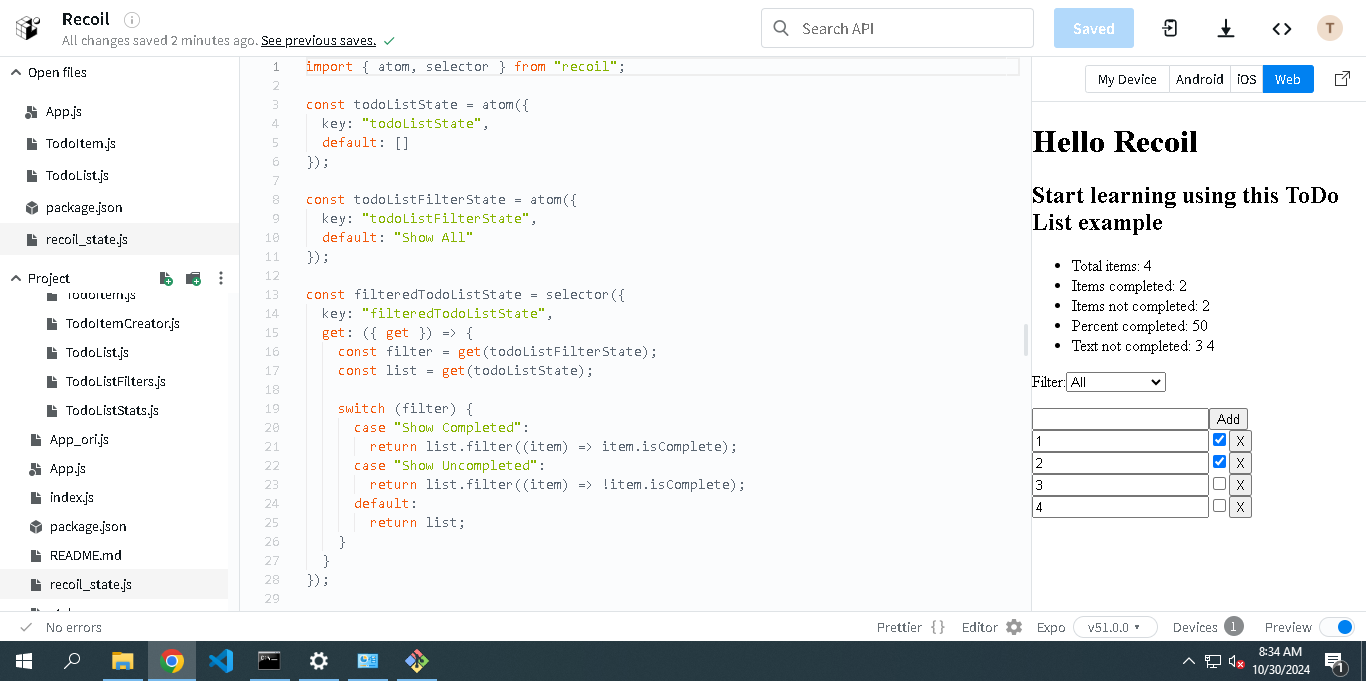 Recoil
All changes saved 2 minutes ago. See previous saves.
Search API
Saved
T
Open files
App.js
TodoItem.js
TodoList.js
package.json
recoil_state.js
Project
TodoItem.js
TodoItemCreator.js
TodoList.js
TodoListFilters.js
TodoListStats.js
App_ori.js
App.js
index.js
package.json
README.md
recoil_state.js
1 import { atom, selector } from "recoil";
2
3 const todoListState = atom({
4 key: "todoListState",
5 default: []
6 });
7
8 const todoListFilterState = atom({
9 key: "todoListFilterState",
10 default: "Show All"
11 });
12
13 const filteredTodoListState = selector({
14 key: "filteredTodoListState",
15 get: ({ get }) => {
16 const filter = get(todoListFilterState);
17 const list = get(todoListState);
18
19 switch (filter) {
20 case "Show Completed":
21 return list.filter((item) => item.isComplete);
22 case "Show Uncompleted":
23 return list.filter((item) => !item.isComplete);
24 default:
25 return list;
26 }
27 }
28 });
29
My Device Android iOS Web
Hello Recoil
Start learning using this ToDo
List example
• Total items: 4
• Items completed: 2
• Items not completed: 2
• Percent completed: 50
• Text not completed: 3 4
Filter: All
Add
1 X
2 X
3 X
4 X
No errors
Prettier { } Editor Expo v51.0.0 Devices 1 Preview
8:34 AM
10/30/2024
1